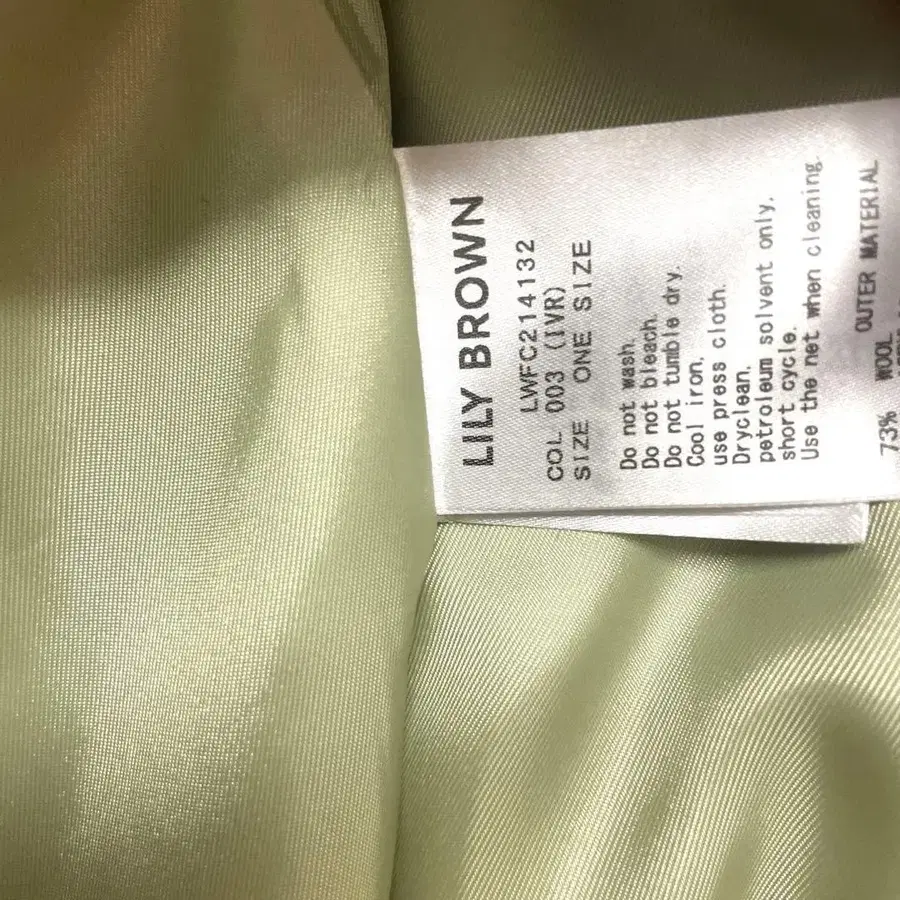 LILY BROWN
LWFC214132
COL 003 (IVR)
SIZE ONE SIZE
Do not wash.
Do not bleach.
Do not tumble dry.
Cool iron,
use press cloth.
Dryclean,
petroleum solvent only,
short cycle.
Use the net when cleaning.
OUTER MATERIAL
73% WOOL